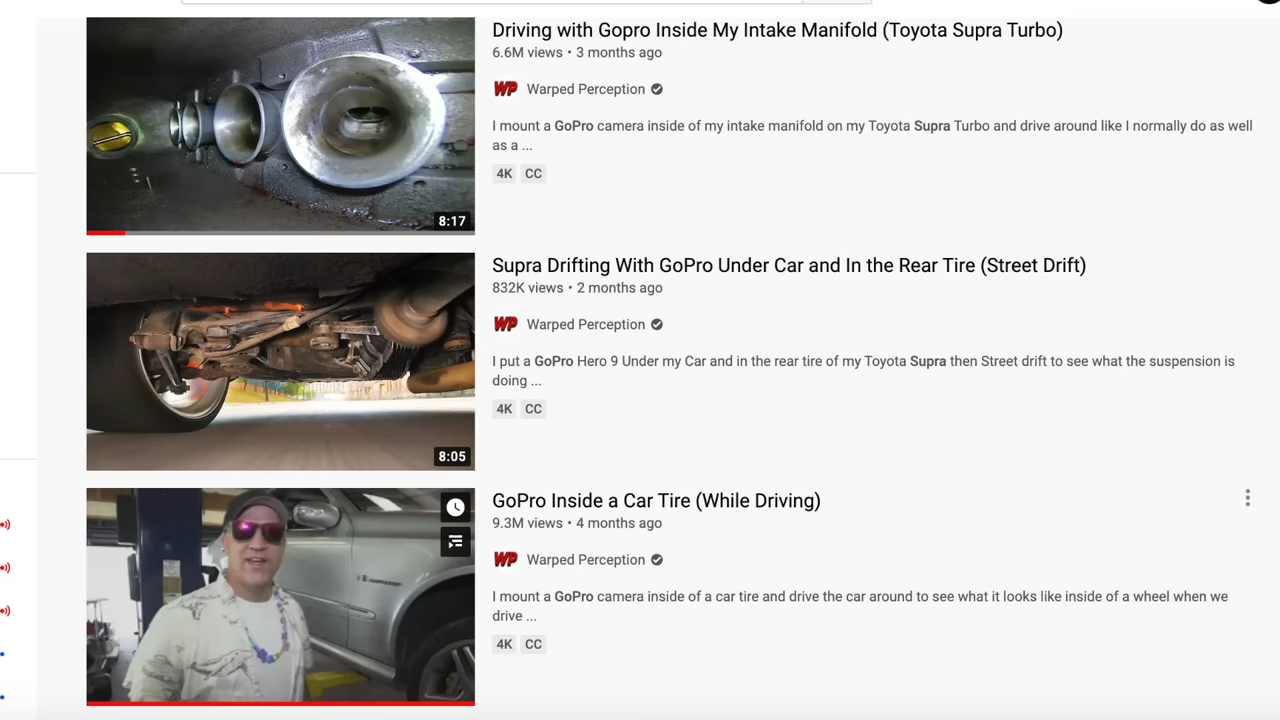 Driving with Gopro Inside My Intake Manifold (Toyota Supra Turbo)
6.6M views • 3 months ago
WP Warped Perception
I mount a GoPro camera inside of my intake manifold on my Toyota Supra Turbo and drive around like I normally do as well
as a ...
4K CC
8:17
Supra Drifting With GoPro Under Car and In the Rear Tire (Street Drift)
832K views • 2 months ago
WP Warped Perception
I put a GoPro Hero 9 Under my Car and in the rear tire of my Toyota Supra then Street drift to see what the suspension is
doing ...
4K CC
8:05
GoPro Inside a Car Tire (While Driving)
9.3M views • 4 months ago
WP Warped Perception
I mount a GoPro camera inside of a car tire and drive the car around to see what it looks like inside of a wheel when we
drive ...
4K CC